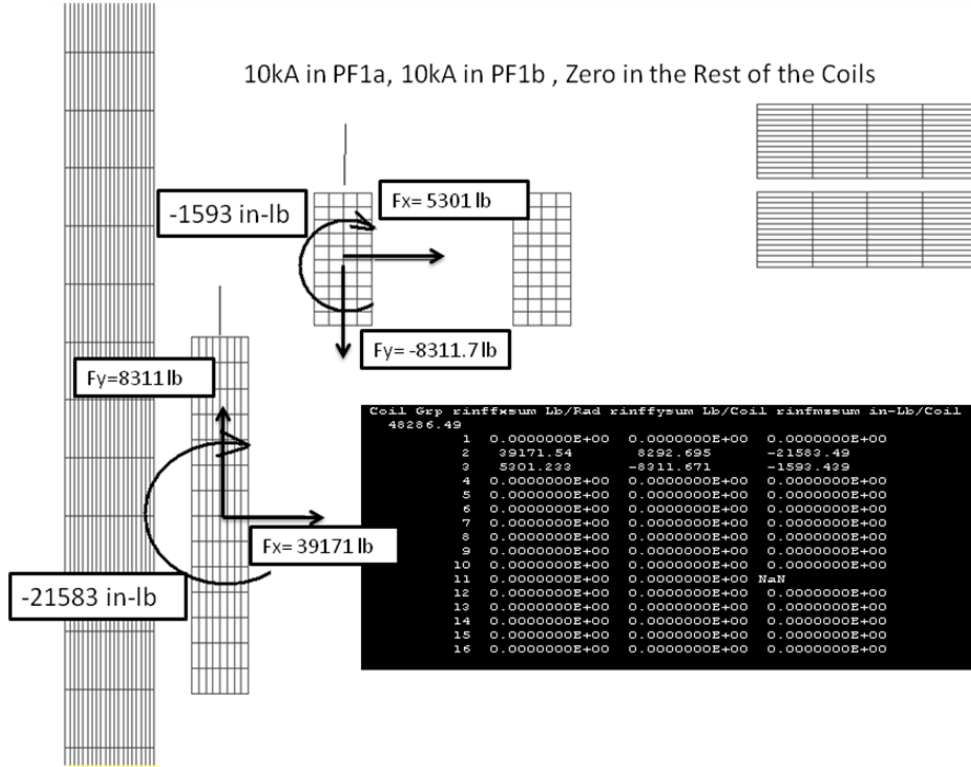 10kA in PF1a, 10kA in PF1b , Zero in the Rest of the Coils
-1593 in-lb
Fx= 5301 lb
Fy= -8311.7 lb
Fy=8311 lb
Fx= 39171 lb
-21583 in-lb
Coil Grp rinffxsum Lb/Rad rinffysum Lb/Coil rinfmzsum in-Lb/Coil
48286.49
1 0.0000000E+00 0.0000000E+00 0.0000000E+00
2 39171.54 8292.695 -21583.49
3 5301.233 -8311.671 -1593.439
4 0.0000000E+00 0.0000000E+00 0.0000000E+00
5 0.0000000E+00 0.0000000E+00 0.0000000E+00
6 0.0000000E+00 0.0000000E+00 0.0000000E+00
7 0.0000000E+00 0.0000000E+00 0.0000000E+00
8 0.0000000E+00 0.0000000E+00 0.0000000E+00
9 0.0000000E+00 0.0000000E+00 0.0000000E+00
10 0.0000000E+00 0.0000000E+00 0.0000000E+00
11 0.0000000E+00 0.0000000E+00 NaN
12 0.0000000E+00 0.0000000E+00 0.0000000E+00
13 0.0000000E+00 0.0000000E+00 0.0000000E+00
14 0.0000000E+00 0.0000000E+00 0.0000000E+00
15 0.0000000E+00 0.0000000E+00 0.0000000E+00
16 0.0000000E+00 0.0000000E+00 0.0000000E+00